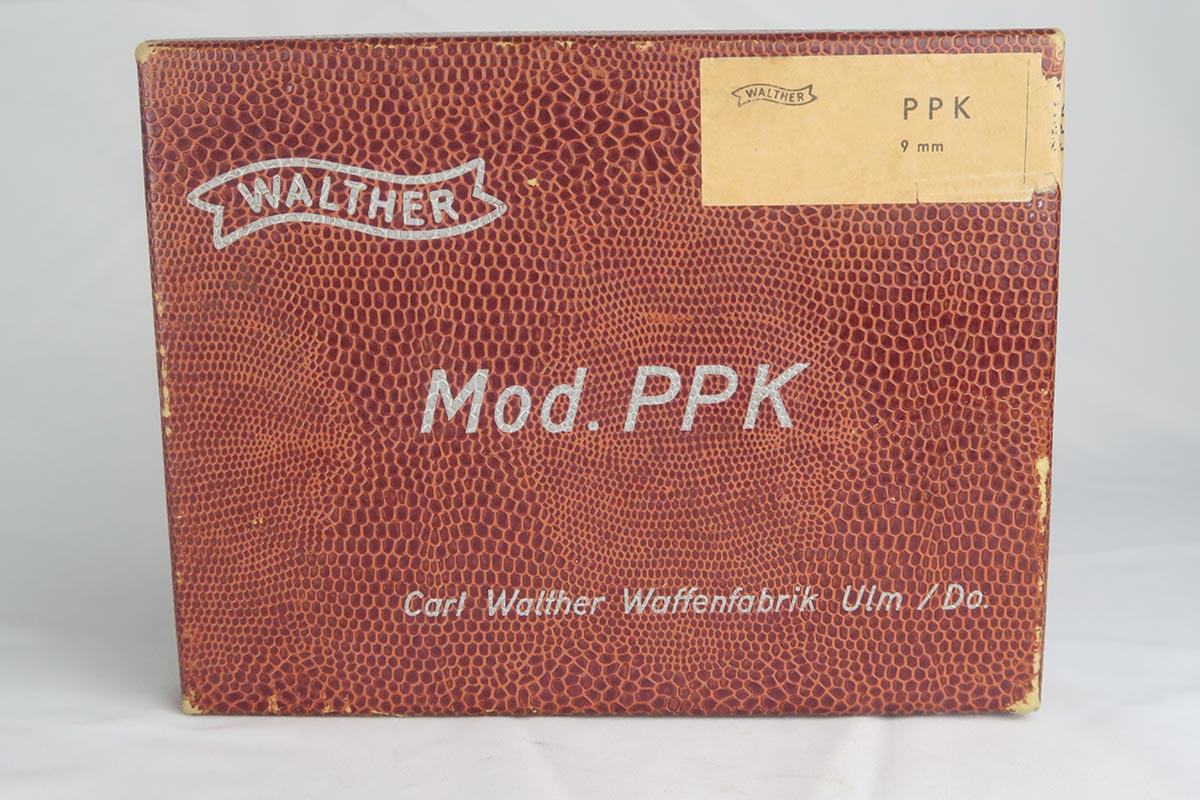 WALTHER
PPK
9 mm
WALTHER
Mod. PPK
Carl Walther Waffenfabrik Ulm /Do.